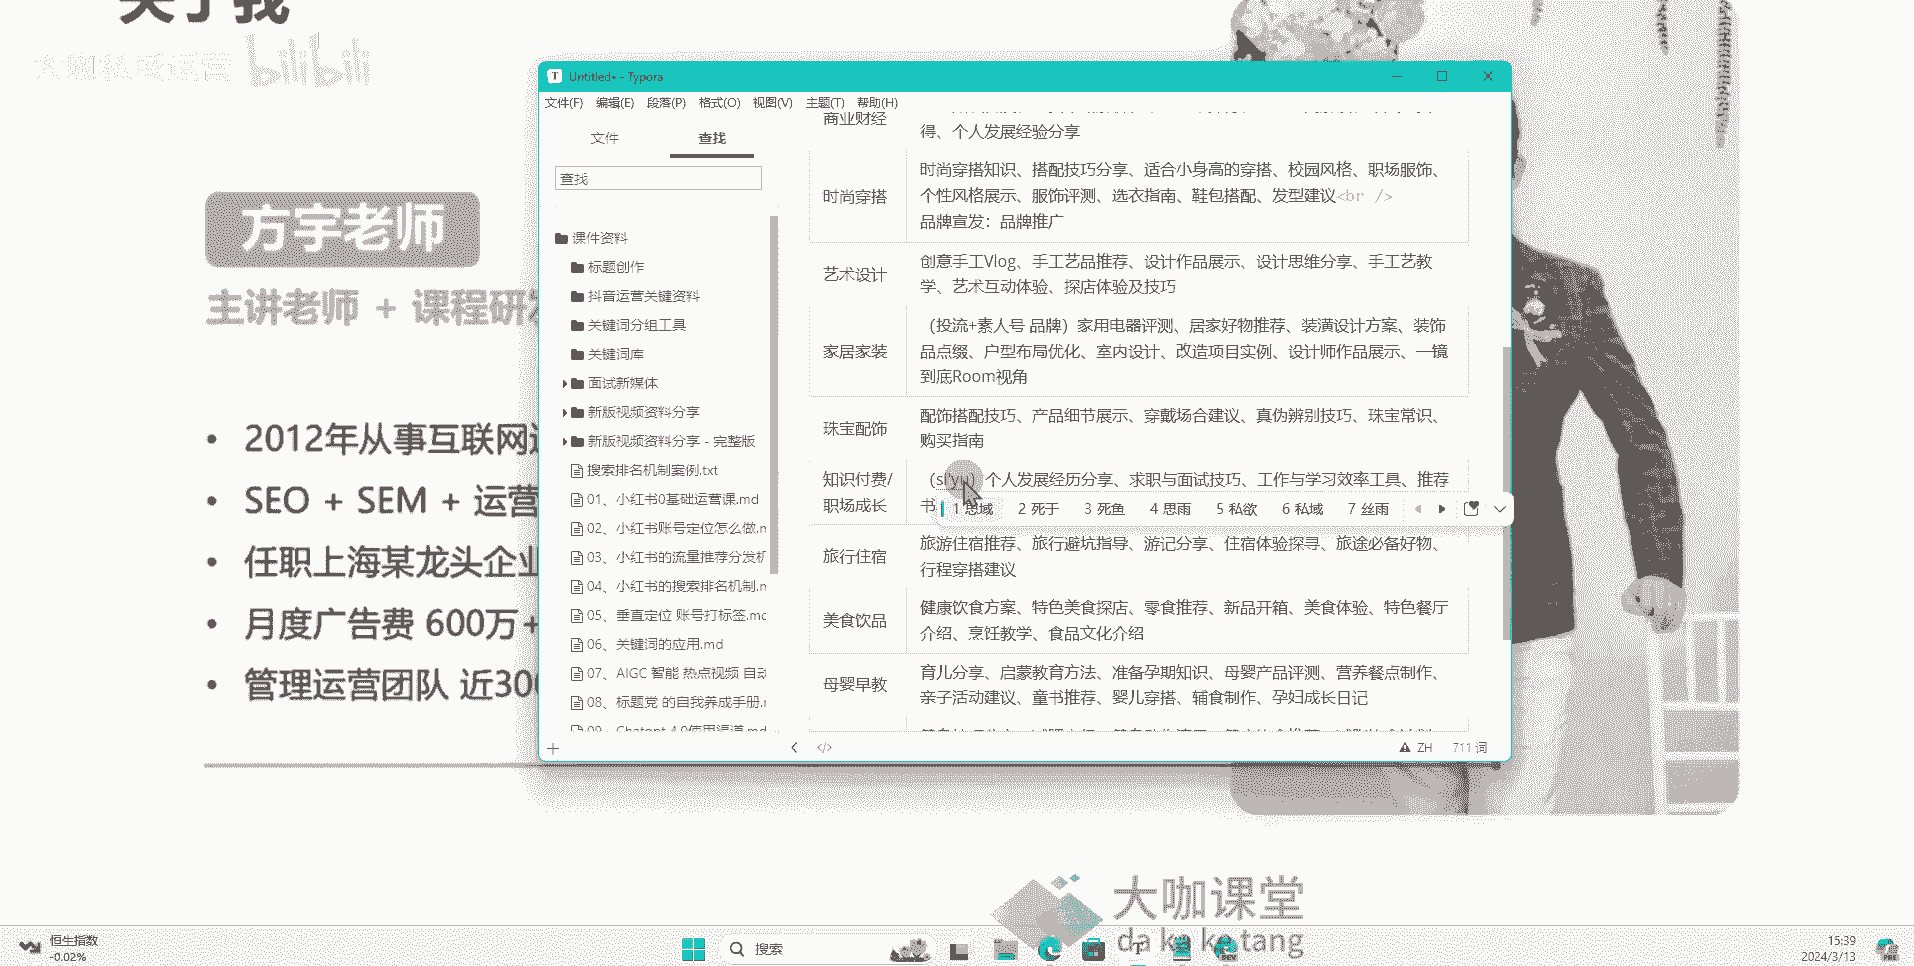 关于我
大咖私域运营 bilibili
方宇老师
主讲老师 + 课程研发
• 2012年从事互联网运
• SEO + SEM + 运营
• 任职上海某龙头企业
• 月度广告费 600万+
• 管理运营团队 近300
Untitled• - Typora
文件(F) 编辑(E) 段落(P) 格式(O) 视图(V) 主题(T) 帮助(H)
文件 查找
查找
课件资料
标题创作
抖音运营关键资料
关键词分组工具
关键词库
面试新媒体
新版视频资料分享
新版视频资料分享 - 完整版
搜索排名机制案例.txt
01、小红书0基础运营课.md
02、小红书账号定位怎么做.m
03、小红书的流量推荐分发机
04、小红书的搜索排名机制.m
05、垂直定位 账号打标签.md
06、关键词的应用.md
07、AIGC 智能 热点视频 自动
08、标题党 的自我养成手册.m
09、Chatgpt 4.0使用渠道.md
商业财经
得、个人发展经验分享
时尚穿搭
时尚穿搭知识、搭配技巧分享、适合小身高的穿搭、校园风格、职场服饰、
个性风格展示、服饰评测、选衣指南、鞋包搭配、发型建议<br />
品牌宣发：品牌推广
艺术设计
创意手工Vlog、手工艺品推荐、设计作品展示、设计思维分享、手工艺教
学、艺术互动体验、探店体验及技巧
家居家装
（投流+素人号 品牌）家用电器评测、居家好物推荐、装潢设计方案、装饰
品点缀、户型布局优化、室内设计、改造项目实例、设计师作品展示、一镜
到底Room视角
珠宝配饰
配饰搭配技巧、产品细节展示、穿戴场合建议、真伪辨别技巧、珠宝常识、
购买指南
知识付费/
职场成长
（si'yu）个人发展经历分享、求职与面试技巧、工作与学习效率工具、推荐
书
1 思域 2 死于 3 死鱼 4 思雨 5 私欲 6 私域 7 丝雨
旅行住宿
旅游住宿推荐、旅行避坑指导、游记分享、住宿体验探寻、旅途必备好物、
行程穿搭建议
美食饮品
健康饮食方案、特色美食探店、零食推荐、新品开箱、美食体验、特色餐厅
介绍、烹饪教学、食品文化介绍
母婴早教
育儿分享、启蒙教育方法、准备孕期知识、母婴产品评测、营养餐点制作、
亲子活动建议、童书推荐、婴儿穿搭、辅食制作、孕妇成长日记
ZH 711 词
大咖课堂
da ka ke tang
恒生指数
-0.02%
搜索
15:39
2024/3/13